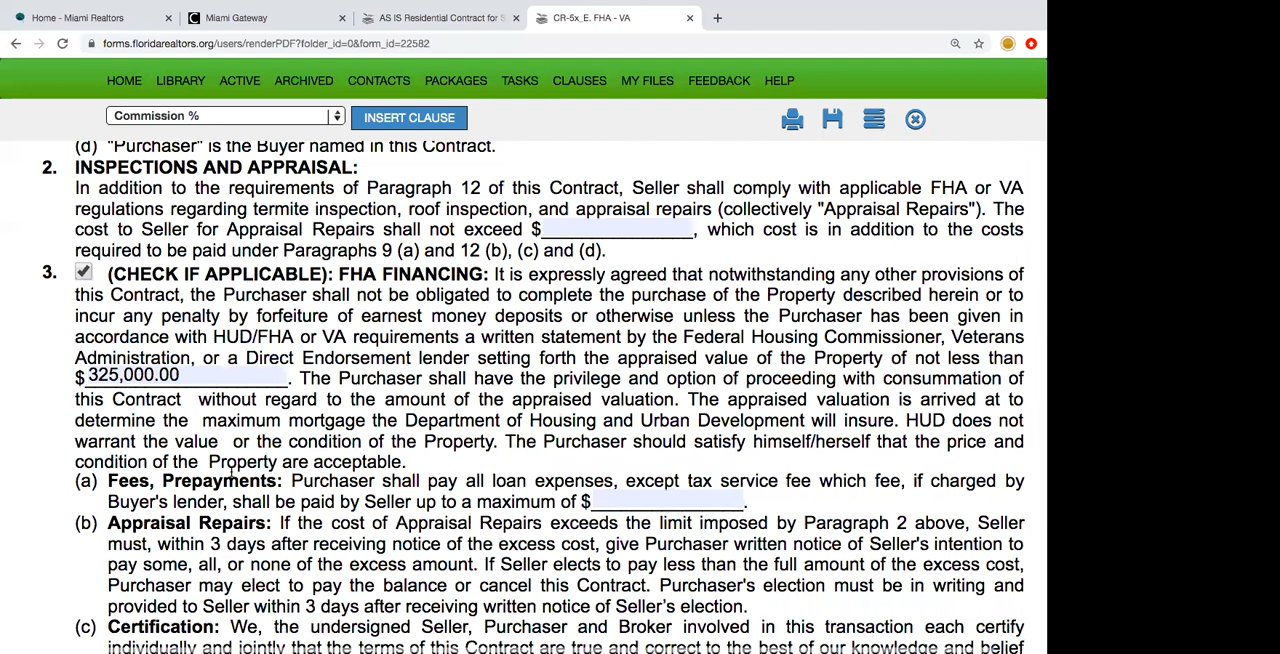 Home - Miami Realtors
Miami Gateway
AS IS Residential Contract for S
CR-5x_E. FHA - VA
forms.floridarealtors.org/users/renderPDF?folder_id=0&form_id=22582
HOME LIBRARY ACTIVE ARCHIVED CONTACTS PACKAGES TASKS CLAUSES MY FILES FEEDBACK HELP
Commission % INSERT CLAUSE
(d) "Purchaser" is the Buyer named in this Contract.
2. INSPECTIONS AND APPRAISAL:
In addition to the requirements of Paragraph 12 of this Contract, Seller shall comply with applicable FHA or VA
regulations regarding termite inspection, roof inspection, and appraisal repairs (collectively "Appraisal Repairs"). The
cost to Seller for Appraisal Repairs shall not exceed $ , which cost is in addition to the costs
required to be paid under Paragraphs 9 (a) and 12 (b), (c) and (d).
3. (CHECK IF APPLICABLE): FHA FINANCING: It is expressly agreed that notwithstanding any other provisions of
this Contract, the Purchaser shall not be obligated to complete the purchase of the Property described herein or to
incur any penalty by forfeiture of earnest money deposits or otherwise unless the Purchaser has been given in
accordance with HUD/FHA or VA requirements a written statement by the Federal Housing Commissioner, Veterans
Administration, or a Direct Endorsement lender setting forth the appraised value of the Property of not less than
$ 325,000.00 . The Purchaser shall have the privilege and option of proceeding with consummation of
this Contract without regard to the amount of the appraised valuation. The appraised valuation is arrived at to
determine the maximum mortgage the Department of Housing and Urban Development will insure. HUD does not
warrant the value or the condition of the Property. The Purchaser should satisfy himself/herself that the price and
condition of the Property are acceptable.
(a) Fees, Prepayments: Purchaser shall pay all loan expenses, except tax service fee which fee, if charged by
Buyer's lender, shall be paid by Seller up to a maximum of $ .
(b) Appraisal Repairs: If the cost of Appraisal Repairs exceeds the limit imposed by Paragraph 2 above, Seller
must, within 3 days after receiving notice of the excess cost, give Purchaser written notice of Seller's intention to
pay some, all, or none of the excess amount. If Seller elects to pay less than the full amount of the excess cost,
Purchaser may elect to pay the balance or cancel this Contract. Purchaser's election must be in writing and
provided to Seller within 3 days after receiving written notice of Seller's election.
(c) Certification: We, the undersigned Seller, Purchaser and Broker involved in this transaction each certify
individually and jointly that the terms of this Contract are true and correct to the best of our knowledge and belief